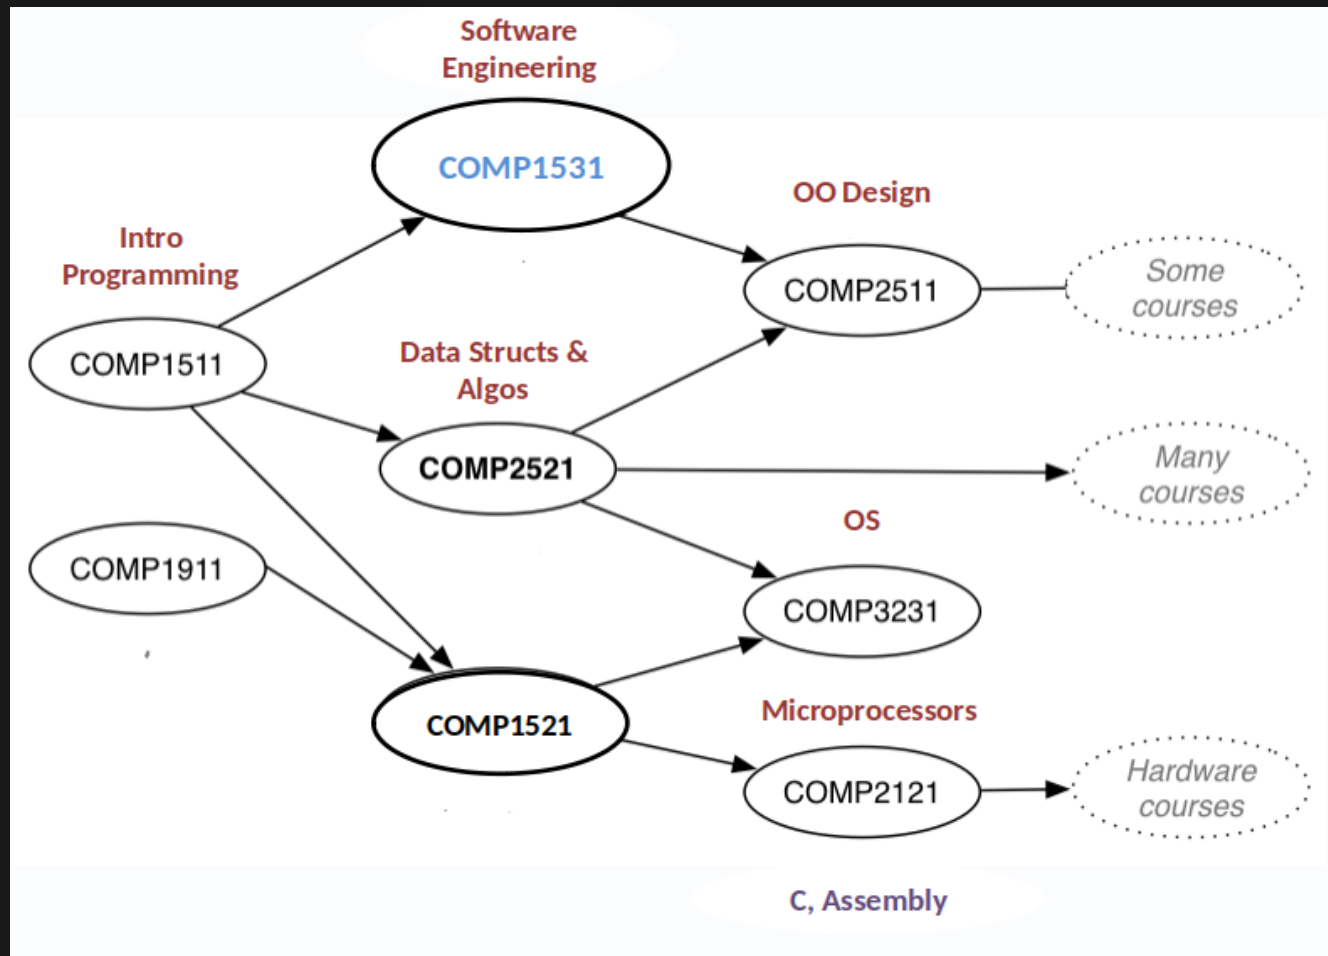 Software
Engineering
COMP1531
OO Design
Intro
Programming
COMP2511
Some
courses
COMP1511
Data Structs &
Algos
COMP2521
Many
courses
OS
COMP1911
COMP3231
COMP1521
Microprocessors
COMP2121
Hardware
courses
C, Assembly